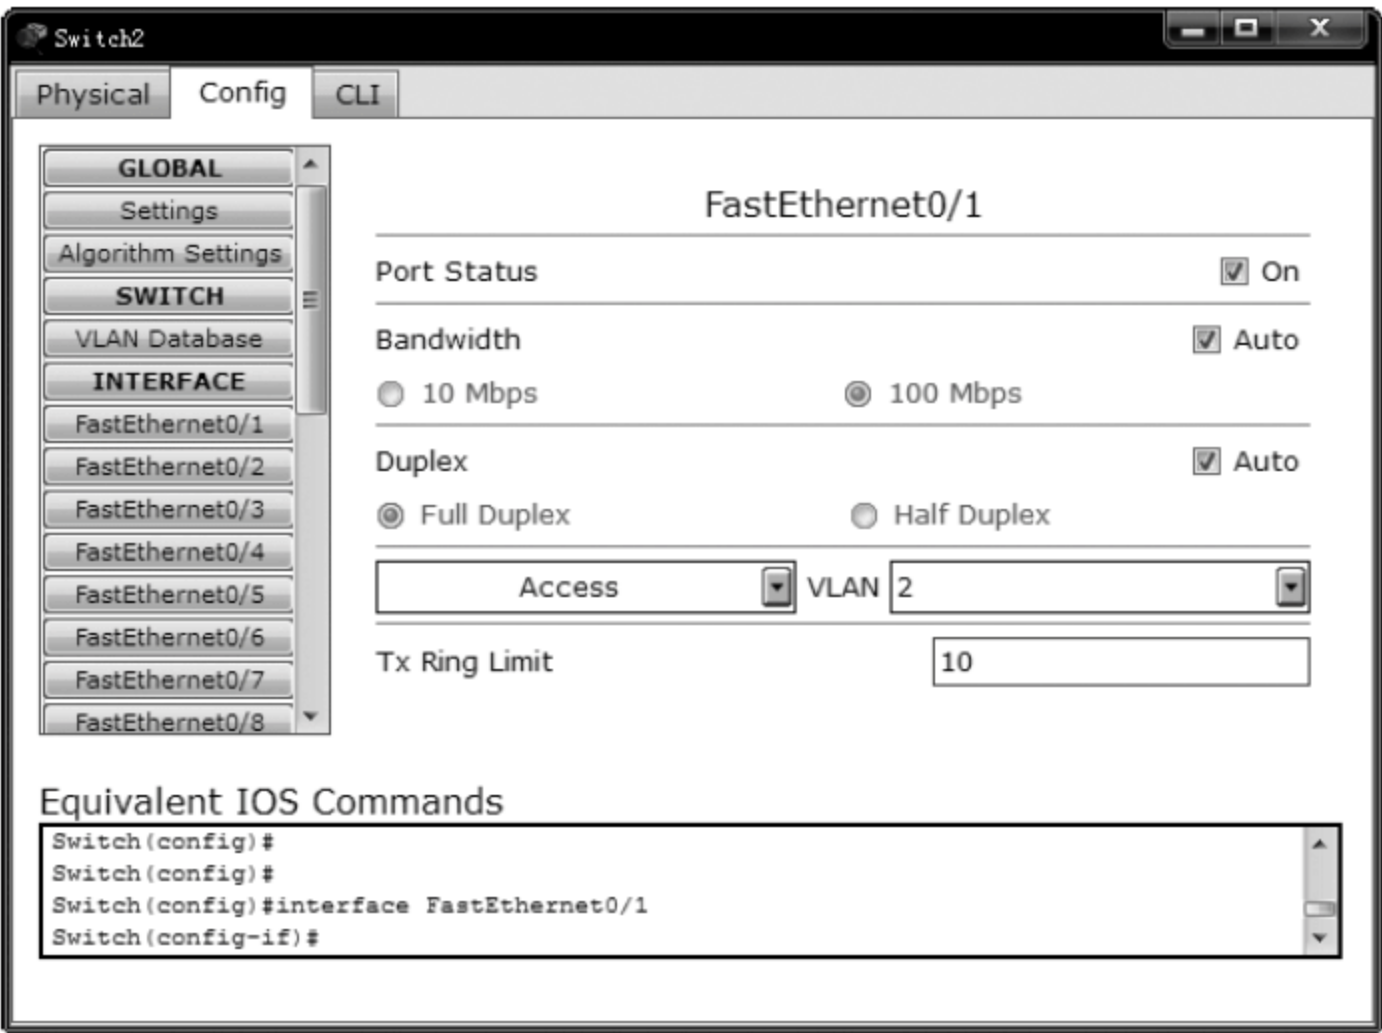 Switch2
X
Physical Config CLI
GLOBAL
Settings
Algorithm Settings
SWITCH
VLAN Database
INTERFACE
FastEthernet0/1
FastEthernet0/2
FastEthernet0/3
FastEthernet0/4
FastEthernet0/5
FastEthernet0/6
FastEthernet0/7
FastEthernet0/8
FastEthernet0/1
Port Status On
Bandwidth Auto
10 Mbps 100 Mbps
Duplex Auto
Full Duplex Half Duplex
Access VLAN 2
Tx Ring Limit 10
Equivalent IOS Commands
Switch(config)#
Switch(config)#
Switch(config)#interface FastEthernet0/1
Switch(config-if)#